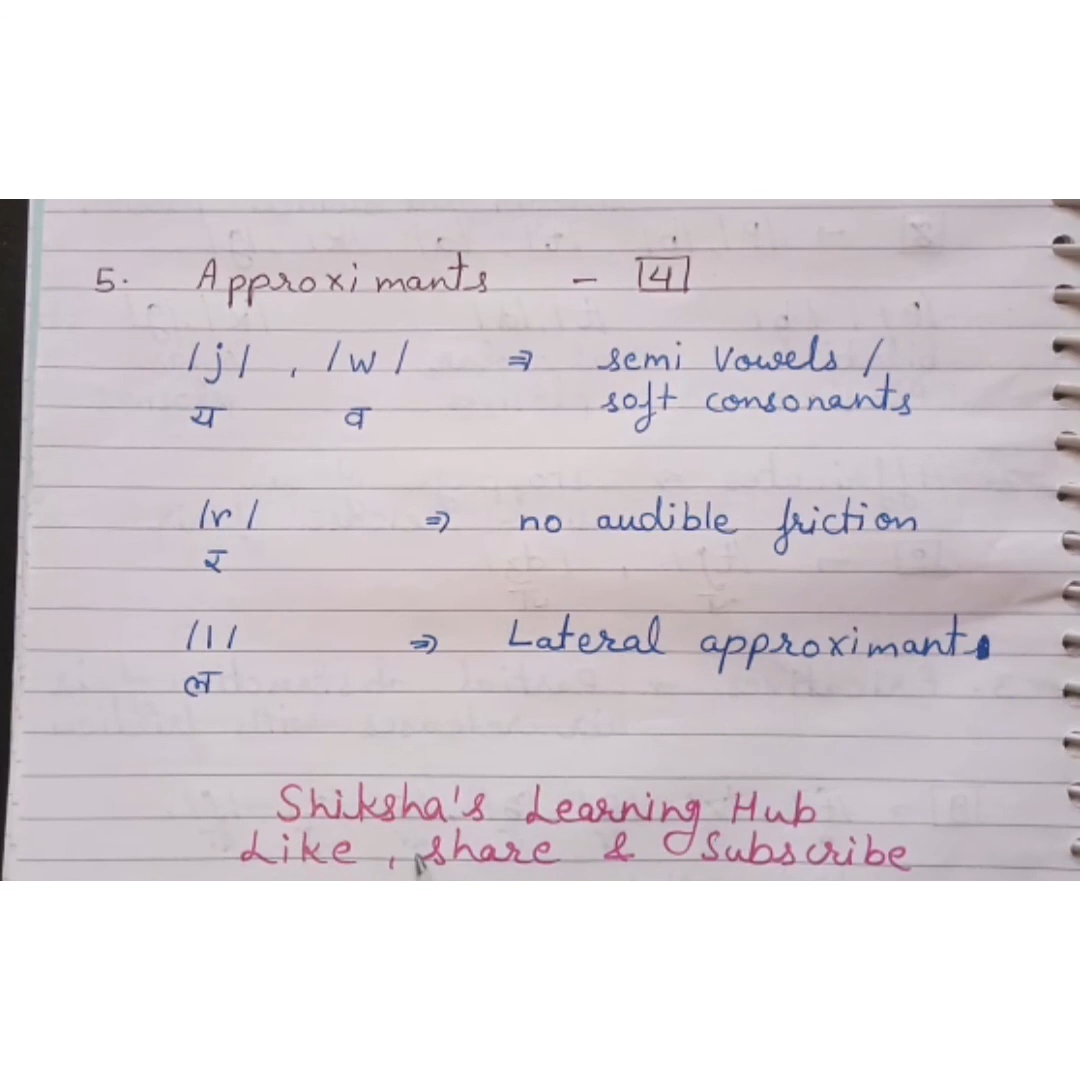 5. Approximants - 4
/j/ , /w/ ⇒ semi vowels /
य व soft consonants
/r/ ⇒ no audible friction
र
/l/ ⇒ Lateral approximant
ल
Shiksha's Learning Hub
Like , share & Subscribe